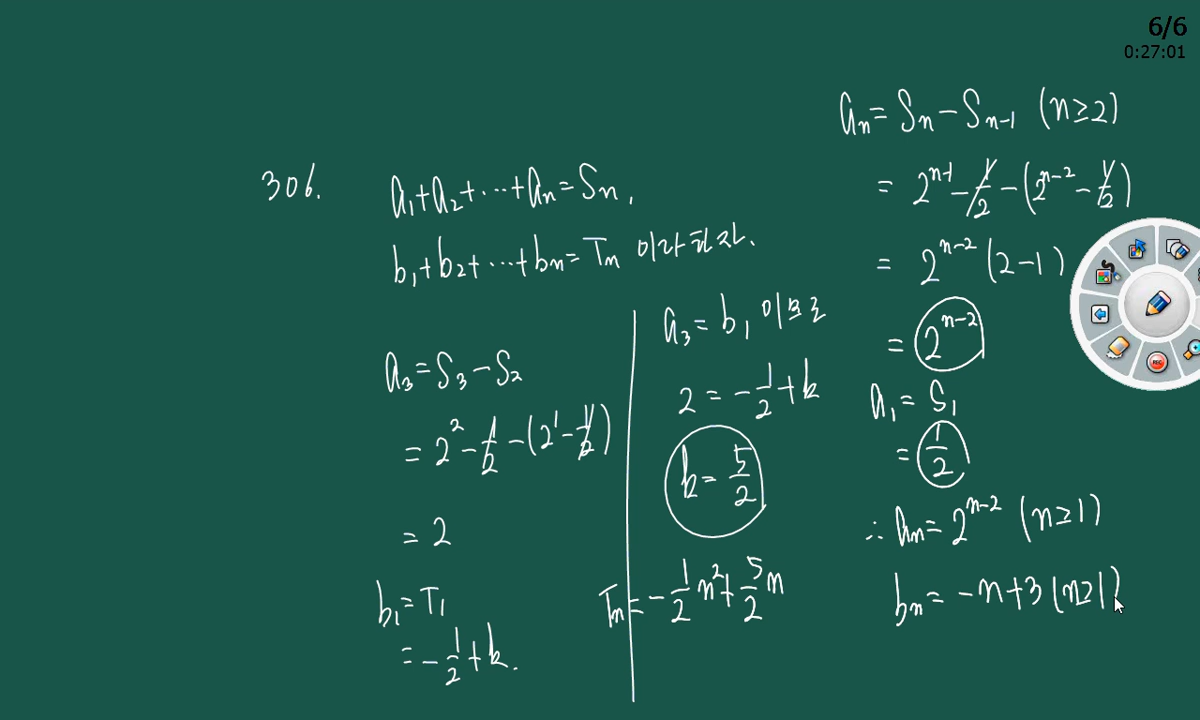 6/6
0:27:01
306.
a₁+a₂+⋯+aₙ=Sₙ,
b₁+b₂+⋯+bₙ=Tₙ 이라 하자.
a₃=S₃-S₂
=2²-1/2-(2¹-1/2)
=2
b₁=T₁
=-1/2+k.
a₃=b₁ 이므로
2=-1/2+k
k=5/2
Tₙ=-1/2n²+5/2n
aₙ=Sₙ-Sₙ₋₁ (n≥2)
=2ⁿ⁻¹-1/2-(2ⁿ⁻²-1/2)
=2ⁿ⁻²(2-1)
=2ⁿ⁻²
a₁=S₁
=1/2
∴aₙ=2ⁿ⁻² (n≥1)
bₙ=-n+3 (n≥1)
REC